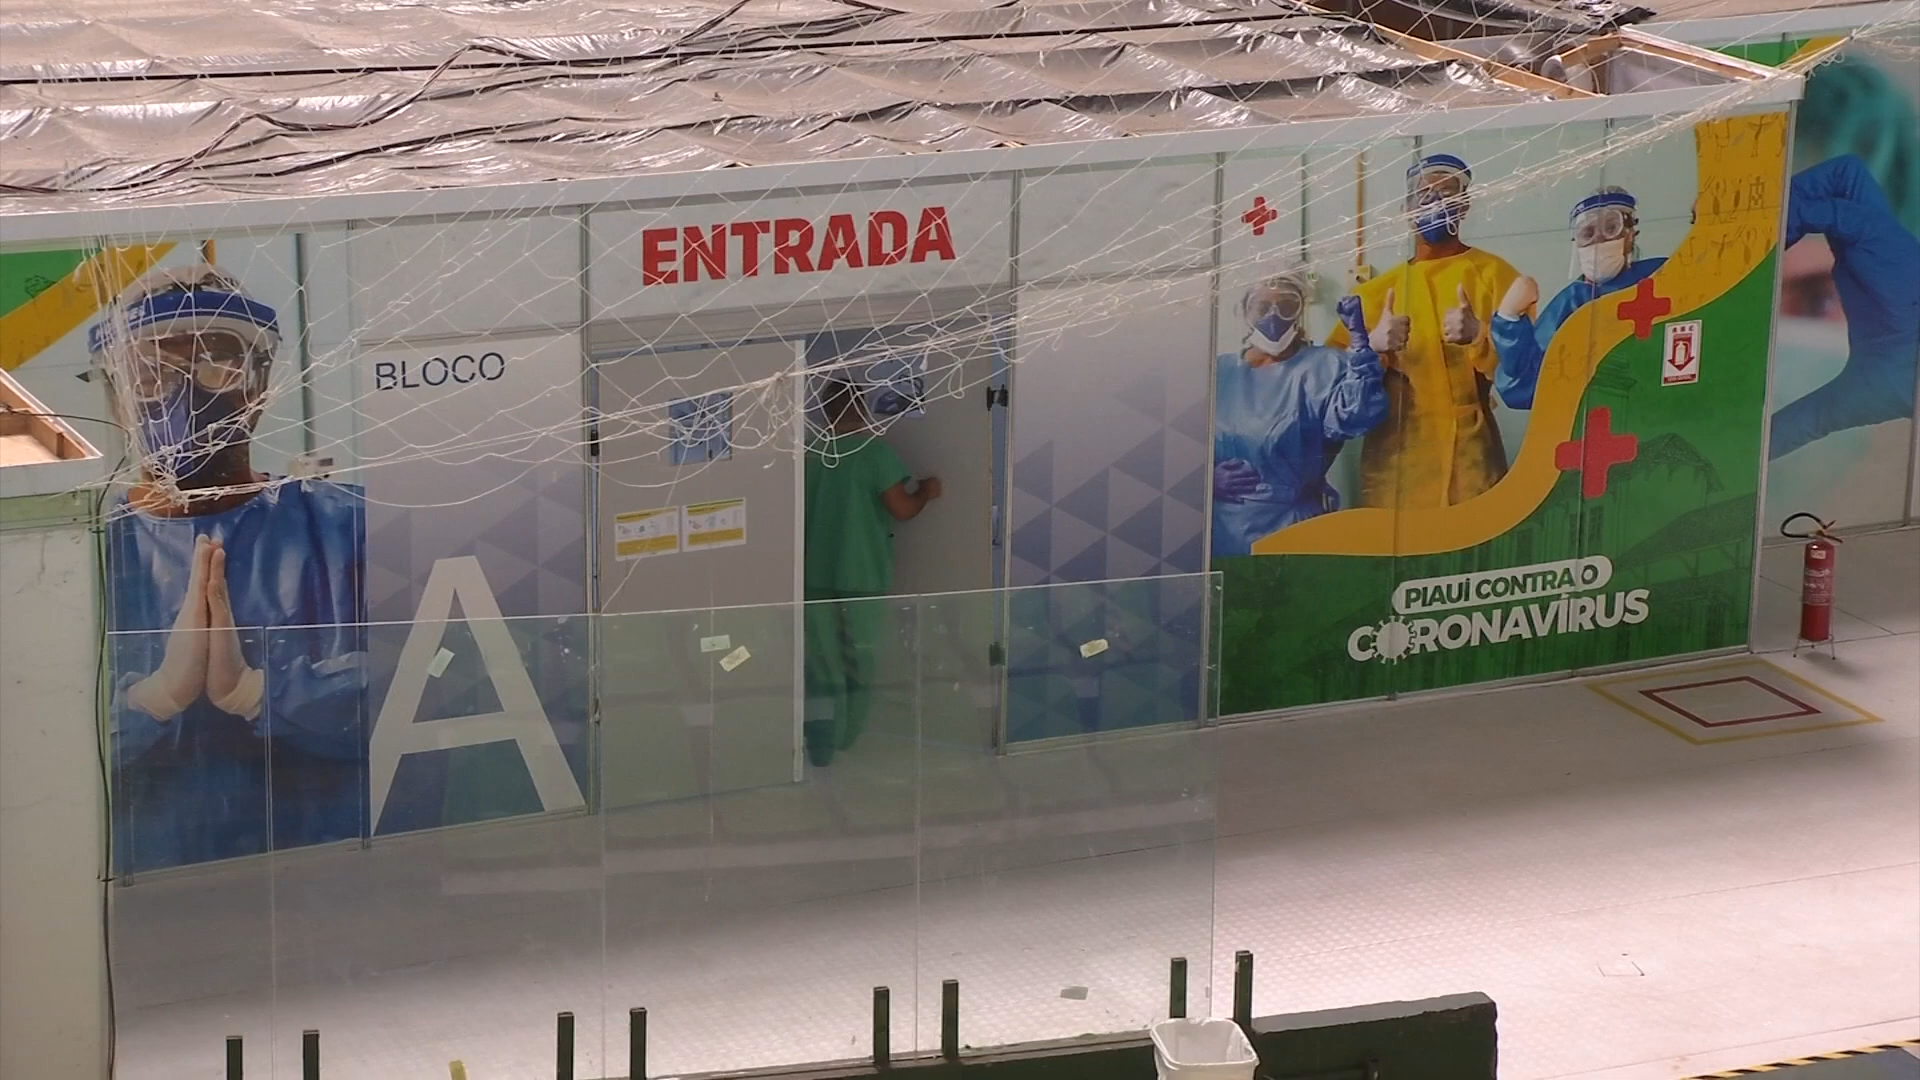 ENTRADA
BLOCO
A
A B C
PIAUÍ CONTRA O
CORONAVÍRUS